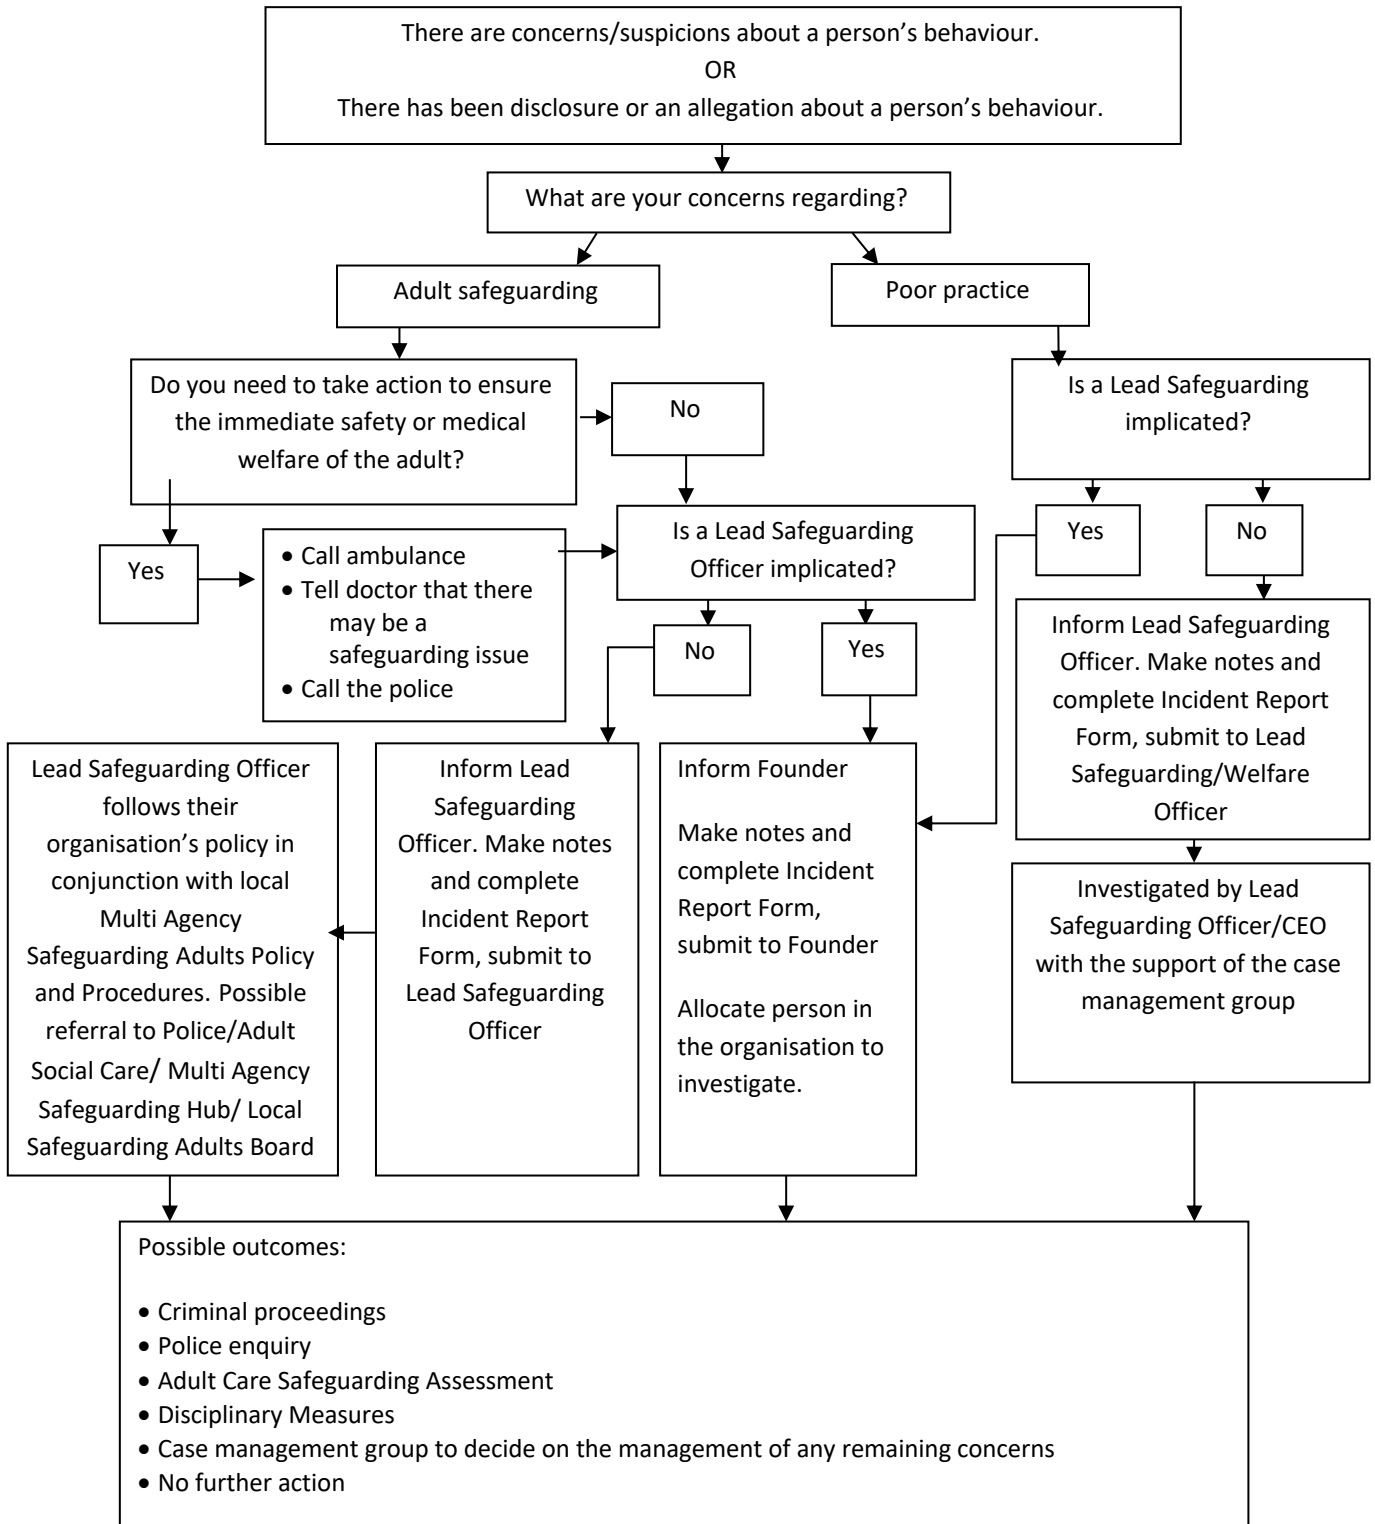 There are concerns/suspicions about a person’s behaviour.
OR
There has been disclosure or an allegation about a person’s behaviour.
What are your concerns regarding?
Adult safeguarding
Poor practice
Do you need to take action to ensure
the immediate safety or medical
welfare of the adult?
No
Is a Lead Safeguarding
implicated?
Yes
• Call ambulance
• Tell doctor that there
may be a
safeguarding issue
• Call the police
Is a Lead Safeguarding
Officer implicated?
No
Yes
Yes
No
Lead Safeguarding Officer
follows their
organisation’s policy in
conjunction with local
Multi Agency
Safeguarding Adults Policy
and Procedures. Possible
referral to Police/Adult
Social Care/ Multi Agency
Safeguarding Hub/ Local
Safeguarding Adults Board
Inform Lead
Safeguarding
Officer. Make notes
and complete
Incident Report
Form, submit to
Lead Safeguarding
Officer
Inform Founder
Make notes and
complete Incident
Report Form,
submit to Founder
Allocate person in
the organisation to
investigate.
Inform Lead Safeguarding
Officer. Make notes and
complete Incident Report
Form, submit to Lead
Safeguarding/Welfare
Officer
Investigated by Lead
Safeguarding Officer/CEO
with the support of the case
management group
Possible outcomes:
• Criminal proceedings
• Police enquiry
• Adult Care Safeguarding Assessment
• Disciplinary Measures
• Case management group to decide on the management of any remaining concerns
• No further action